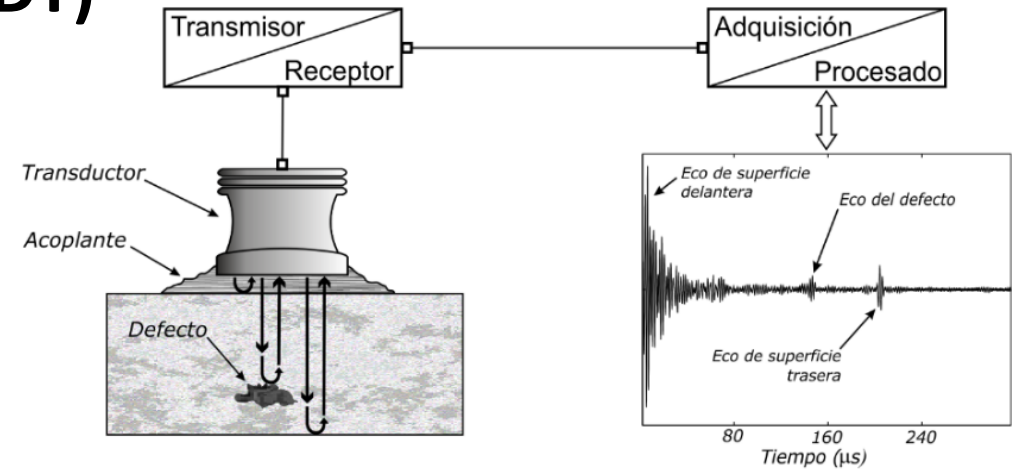 DT)
Transmisor
Receptor
Adquisición
Procesado
Transductor
Acoplante
Defecto
Eco de superficie
delantera
Eco del defecto
Eco de superficie
trasera
80 160 240
Tiempo (μs)